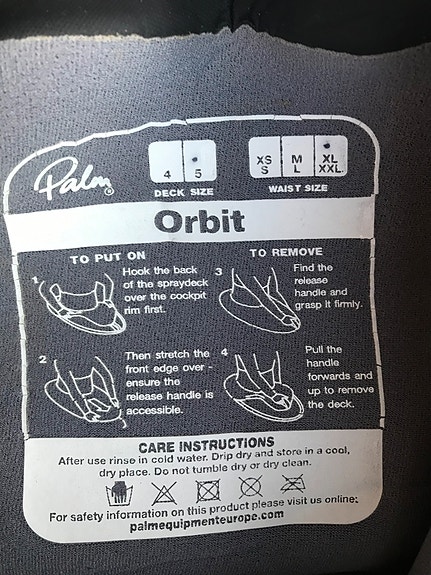 Palm®
4 5
DECK SIZE
XS S M L XL XXL
WAIST SIZE
Orbit
TO PUT ON
1
Hook the back
of the spraydeck
over the cockpit
rim first.
2
Then stretch the
front edge over -
ensure the
release handle is
accessible.
TO REMOVE
3
Find the
release
handle and
grasp it firmly.
4
Pull the
handle
forwards and
up to remove
the deck.
CARE INSTRUCTIONS
After use rinse in cold water. Drip dry and store in a cool,
dry place. Do not tumble dry or dry clean.
For safety information on this product please visit us online:
palmequipmenteurope.com